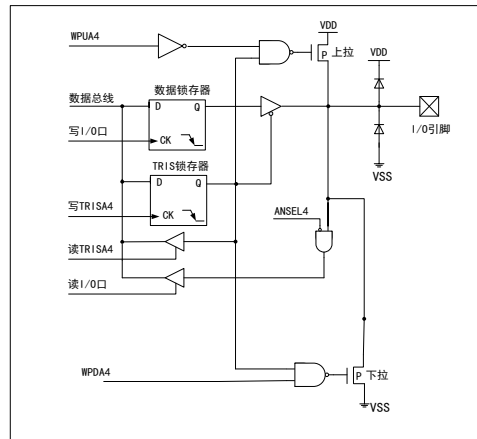 VDD
WPUA4
P 上拉
VDD
数据总线
数据锁存器
D Q
CK
I/O引脚
写I/O口
VSS
TRIS锁存器
D Q
CK
写TRISA4
ANSEL4
读TRISA4
读I/O口
WPDA4
P 下拉
VSS